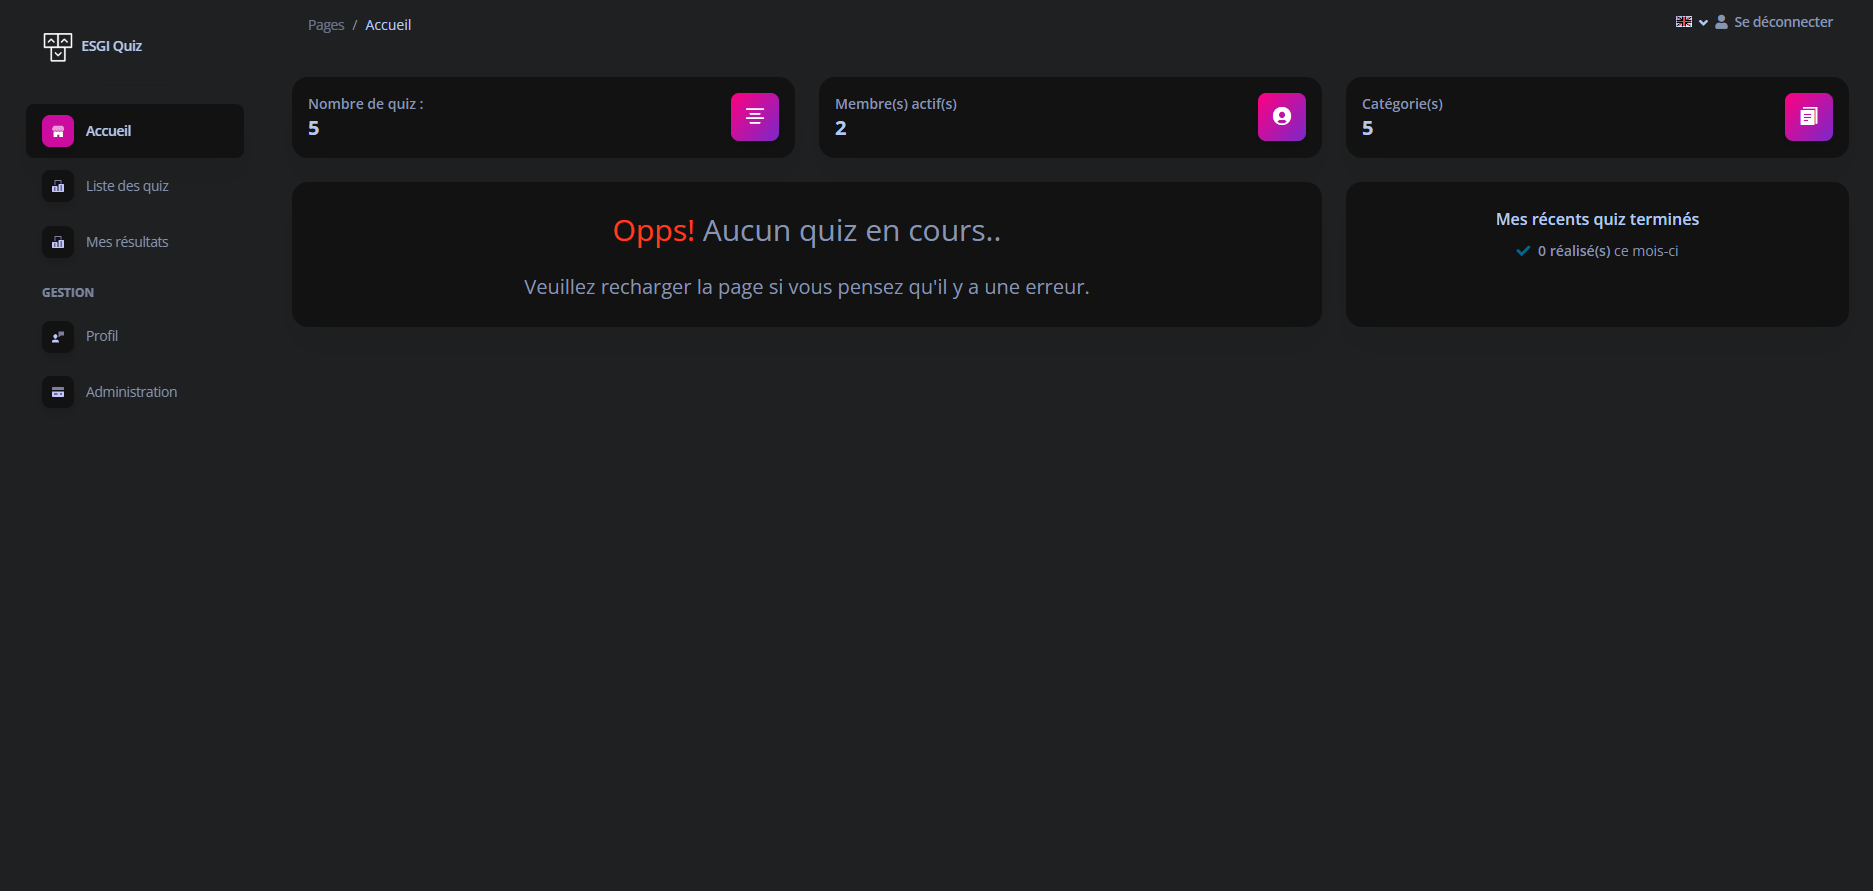 ESGI Quiz
Accueil
Liste des quiz
Mes résultats
GESTION
Profil
Administration
Pages / Accueil
Se déconnecter
Nombre de quiz :
5
Membre(s) actif(s)
2
Catégorie(s)
5
Opps! Aucun quiz en cours..
Veuillez recharger la page si vous pensez qu'il y a une erreur.
Mes récents quiz terminés
0 réalisé(s) ce mois-ci